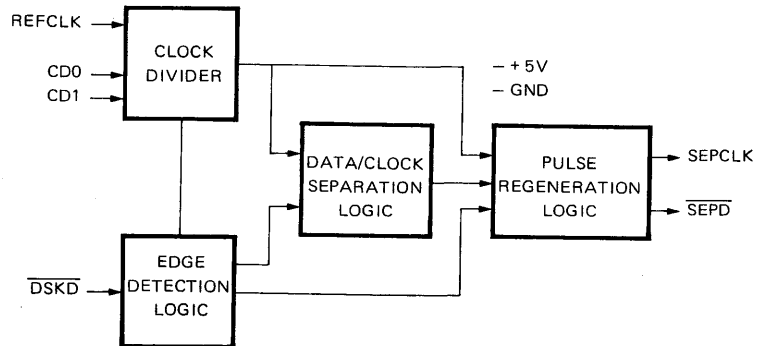 REFCLK
CD0
CD1
CLOCK
DIVIDER
– + 5V
– GND
DATA/CLOCK
SEPARATION
LOGIC
PULSE
REGENERATION
LOGIC
SEPCLK
SEPD
DSKD
EDGE
DETECTION
LOGIC